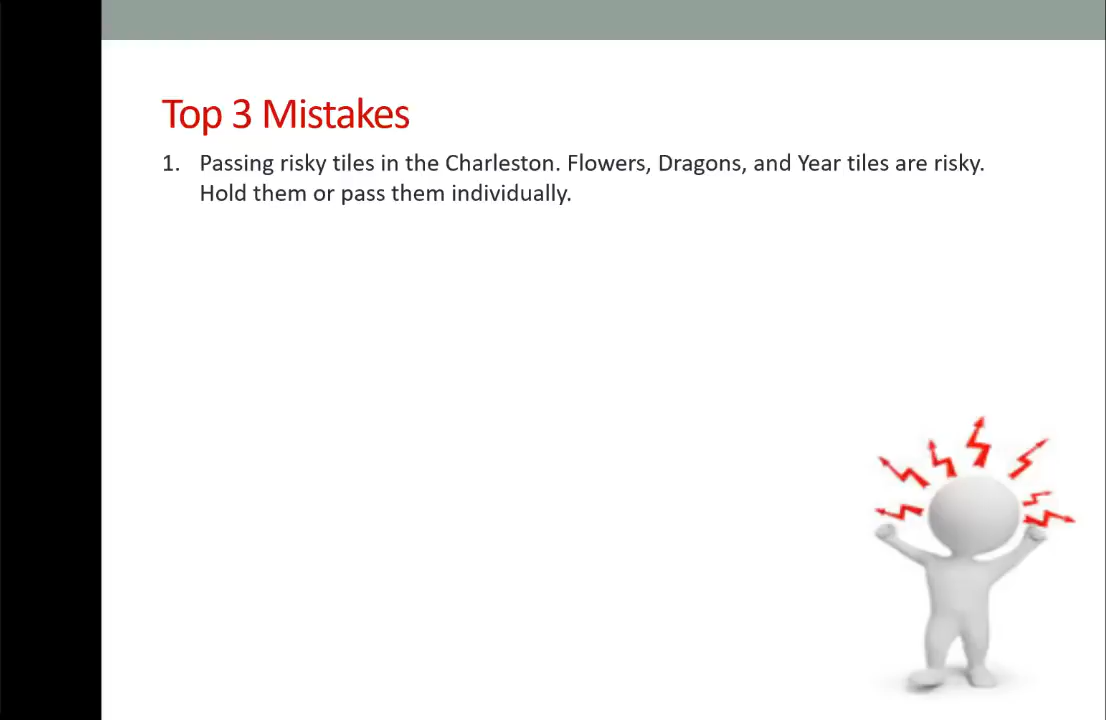 Top 3 Mistakes
1. Passing risky tiles in the Charleston. Flowers, Dragons, and Year tiles are risky.
Hold them or pass them individually.